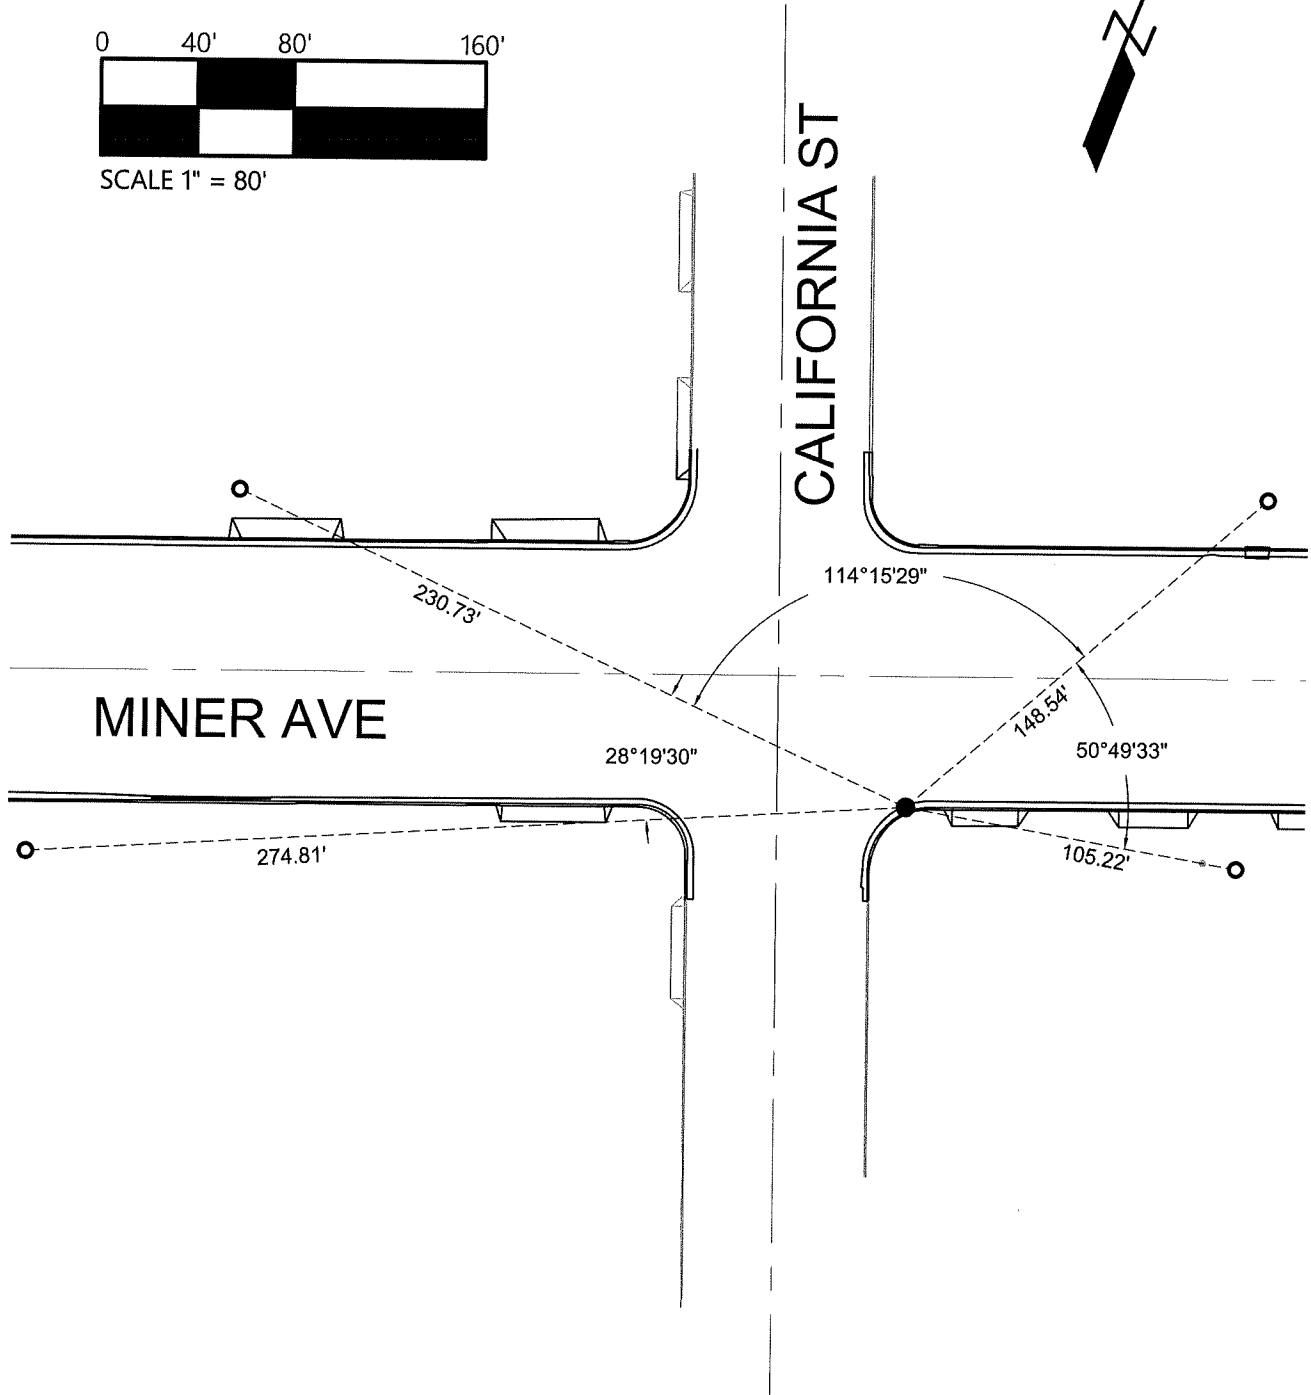 0 40' 80' 160'
SCALE 1" = 80'
N
CALIFORNIA ST
114°15'29"
230.73'
148.54'
MINER AVE
28°19'30"
50°49'33"
274.81'
105.22'